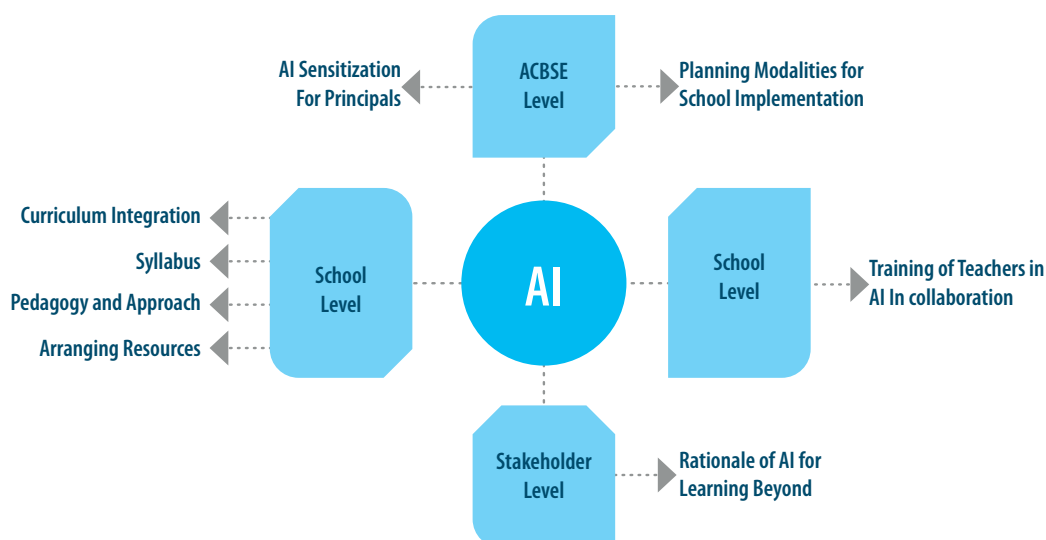 AI Sensitization
For Principals
ACBSE
Level
Planning Modalities for
School Implementation
Curriculum Integration
Syllabus
Pedagogy and Approach
Arranging Resources
School
Level
AI
School
Level
Training of Teachers in
AI In collaboration
Stakeholder
Level
Rationale of AI for
Learning Beyond